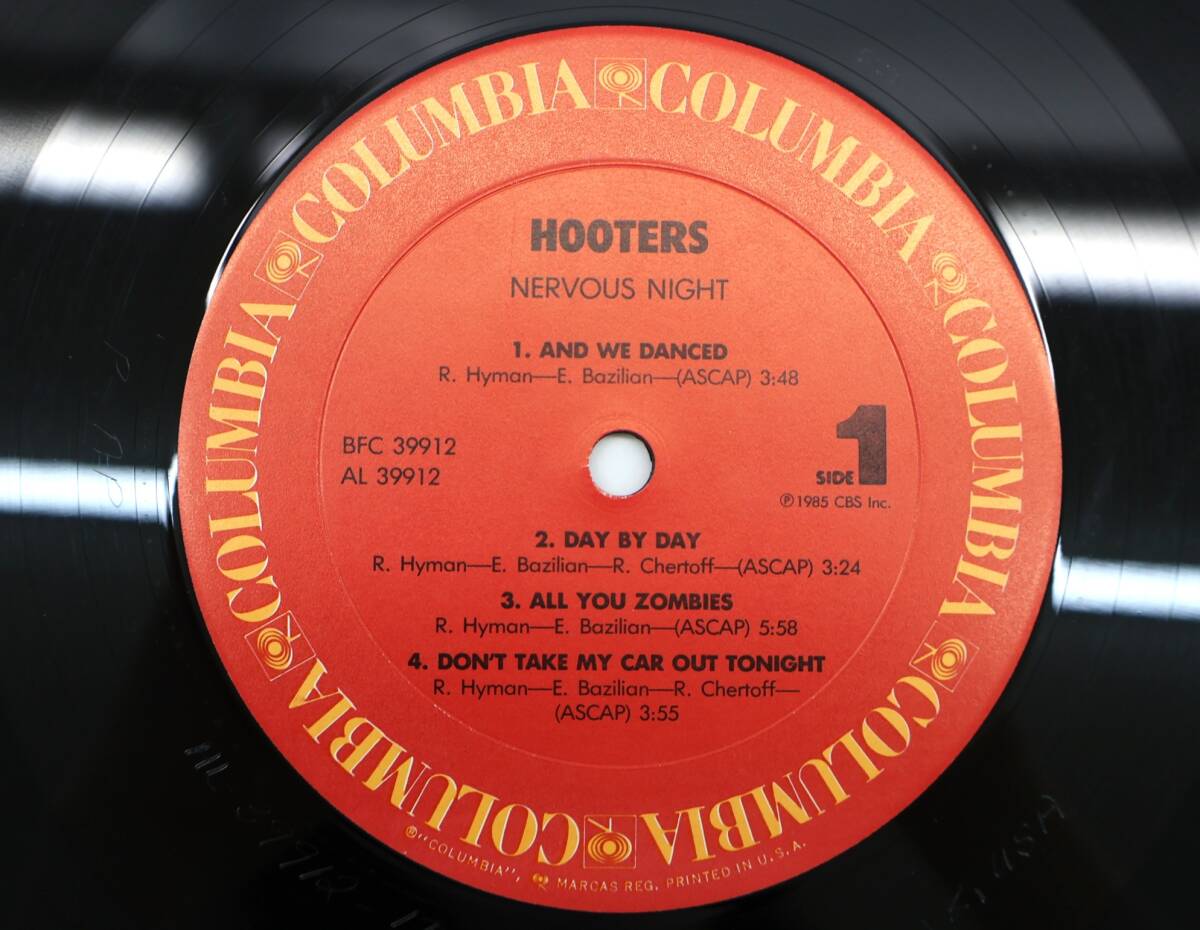 COLUMBIA COLUMBIA COLUMBIA COLUMBIA COLUMBIA COLUMBIA
HOOTERS
NERVOUS NIGHT
1. AND WE DANCED
R. Hyman—E. Bazilian—(ASCAP) 3:48
BFC 39912
AL 39912
SIDE 1
℗ 1985 CBS Inc.
2. DAY BY DAY
R. Hyman—E. Bazilian—R. Chertoff—(ASCAP) 3:24
3. ALL YOU ZOMBIES
R. Hyman—E. Bazilian—(ASCAP) 5:58
4. DON'T TAKE MY CAR OUT TONIGHT
R. Hyman—E. Bazilian—R. Chertoff—
(ASCAP) 3:55
®"COLUMBIA", MARCAS REG. PRINTED IN U.S.A.